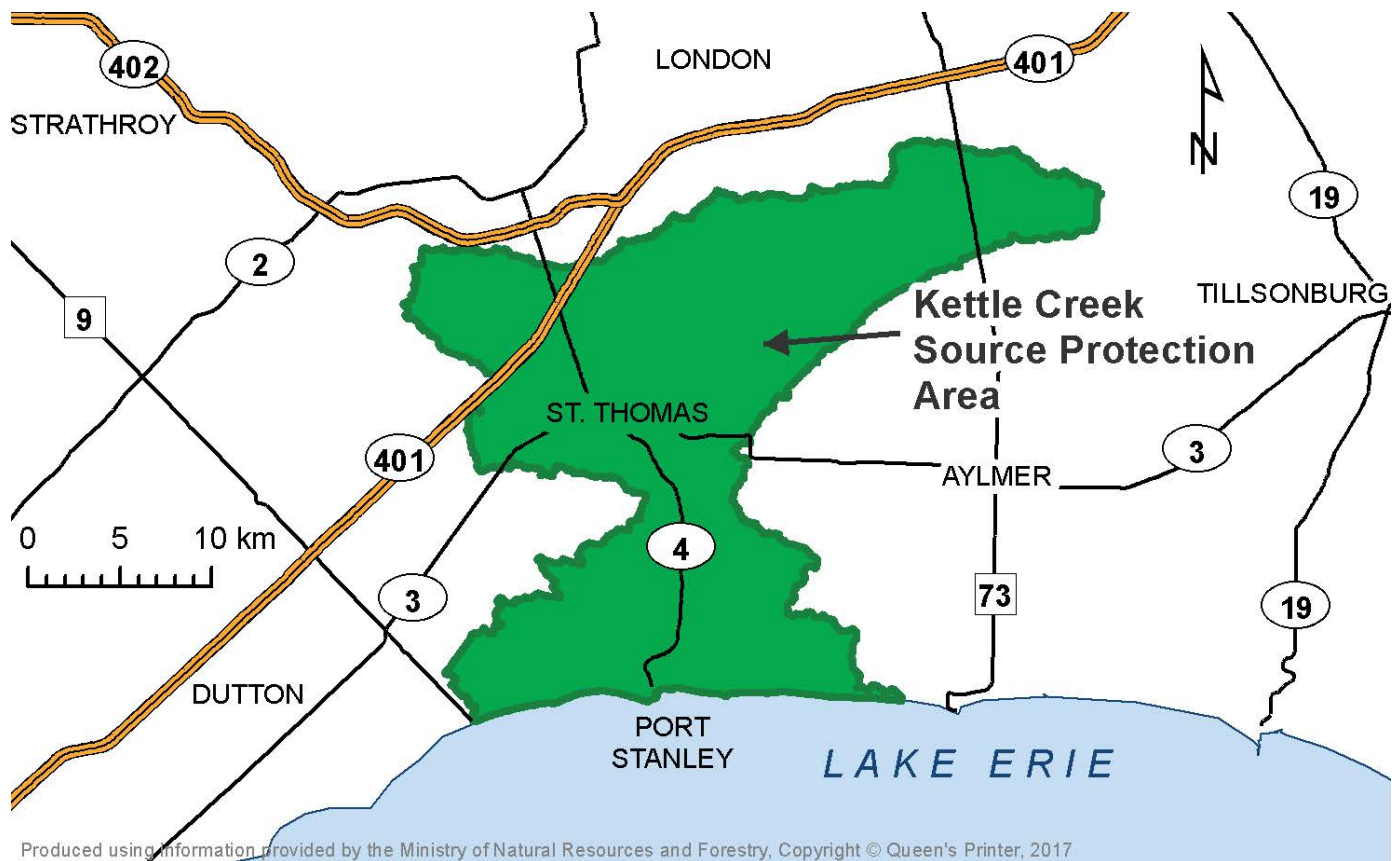 402
LONDON
401
STRATHROY
N
19
2
9
Kettle Creek
Source Protection
Area
TILLSONBURG
ST. THOMAS
401
3
AYLMER
0 5 10 km
4
3
73
19
DUTTON
PORT
STANLEY
LAKE ERIE
Produced using information provided by the Ministry of Natural Resources and Forestry, Copyright © Queen's Printer, 2017